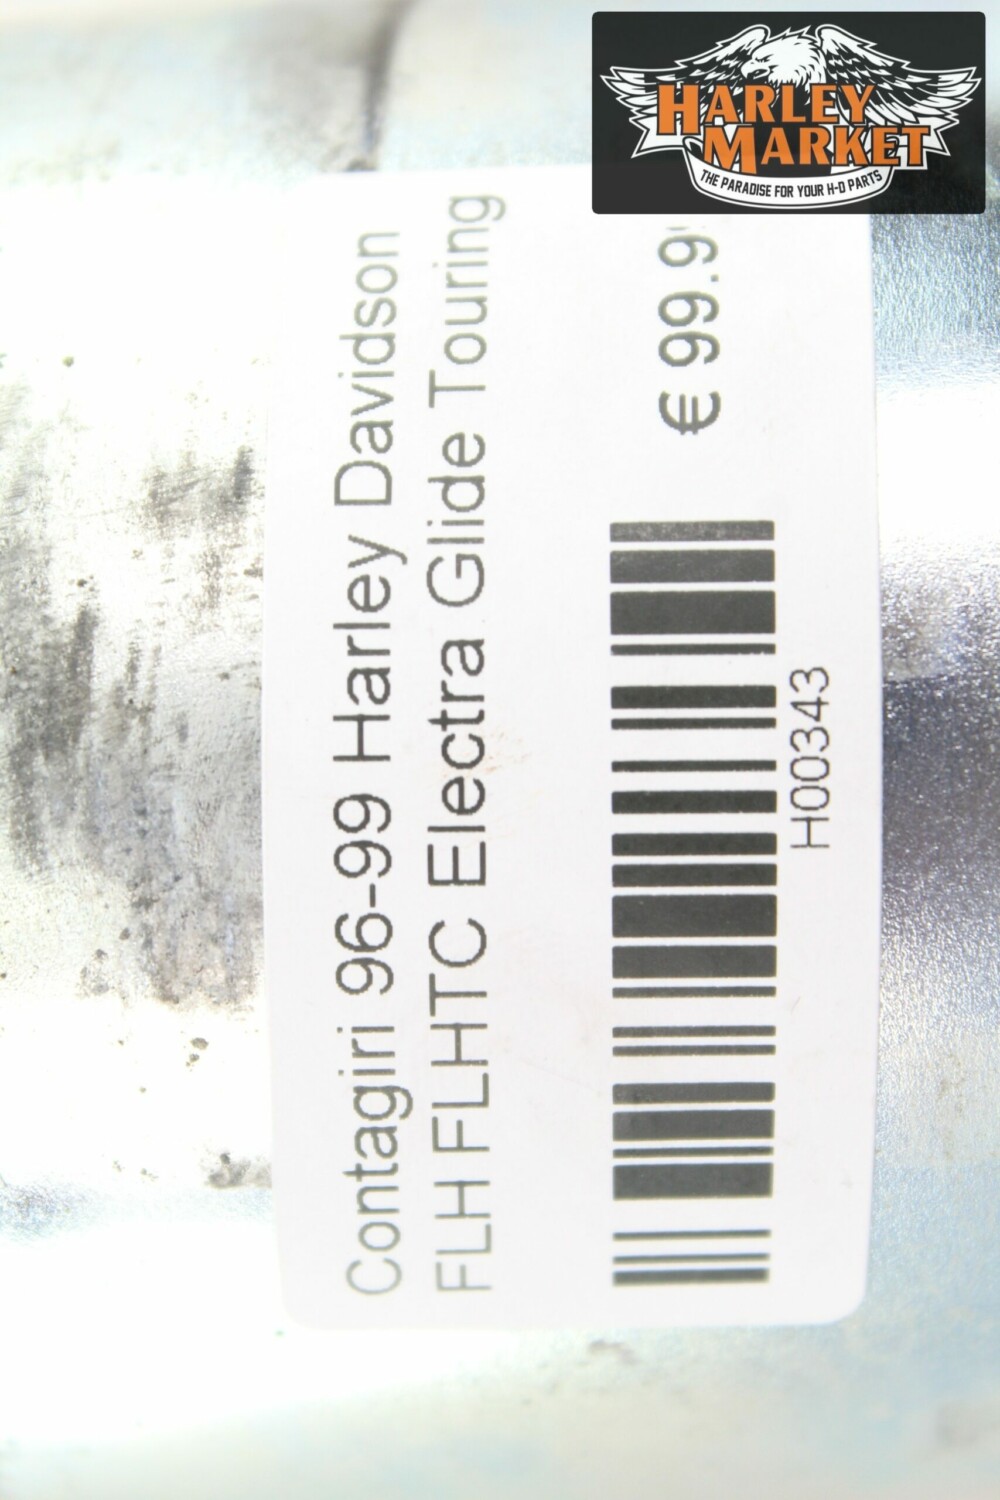 HARLEY
MARKET
THE PARADISE FOR YOUR H-D PARTS
Contagiri 96-99 Harley Davidson
FLH FLHTC Electra Glide Touring
€ 99.9
H00343